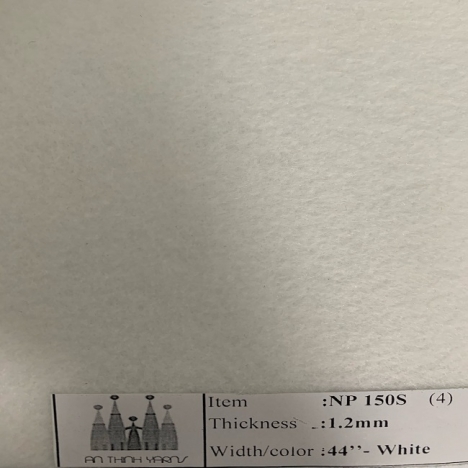 Item :NP 150S (4)
Thickness :1.2mm
Width/color :44’’- White
AN THINH YARNS